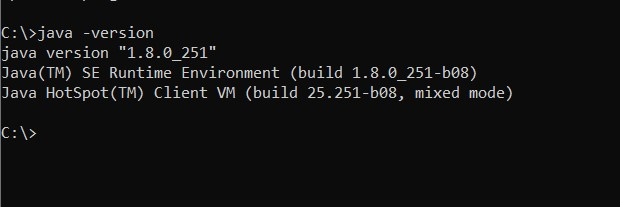 C:\>java -version
java version "1.8.0_251"
Java(TM) SE Runtime Environment (build 1.8.0_251-b08)
Java HotSpot(TM) Client VM (build 25.251-b08, mixed mode)
C:\>